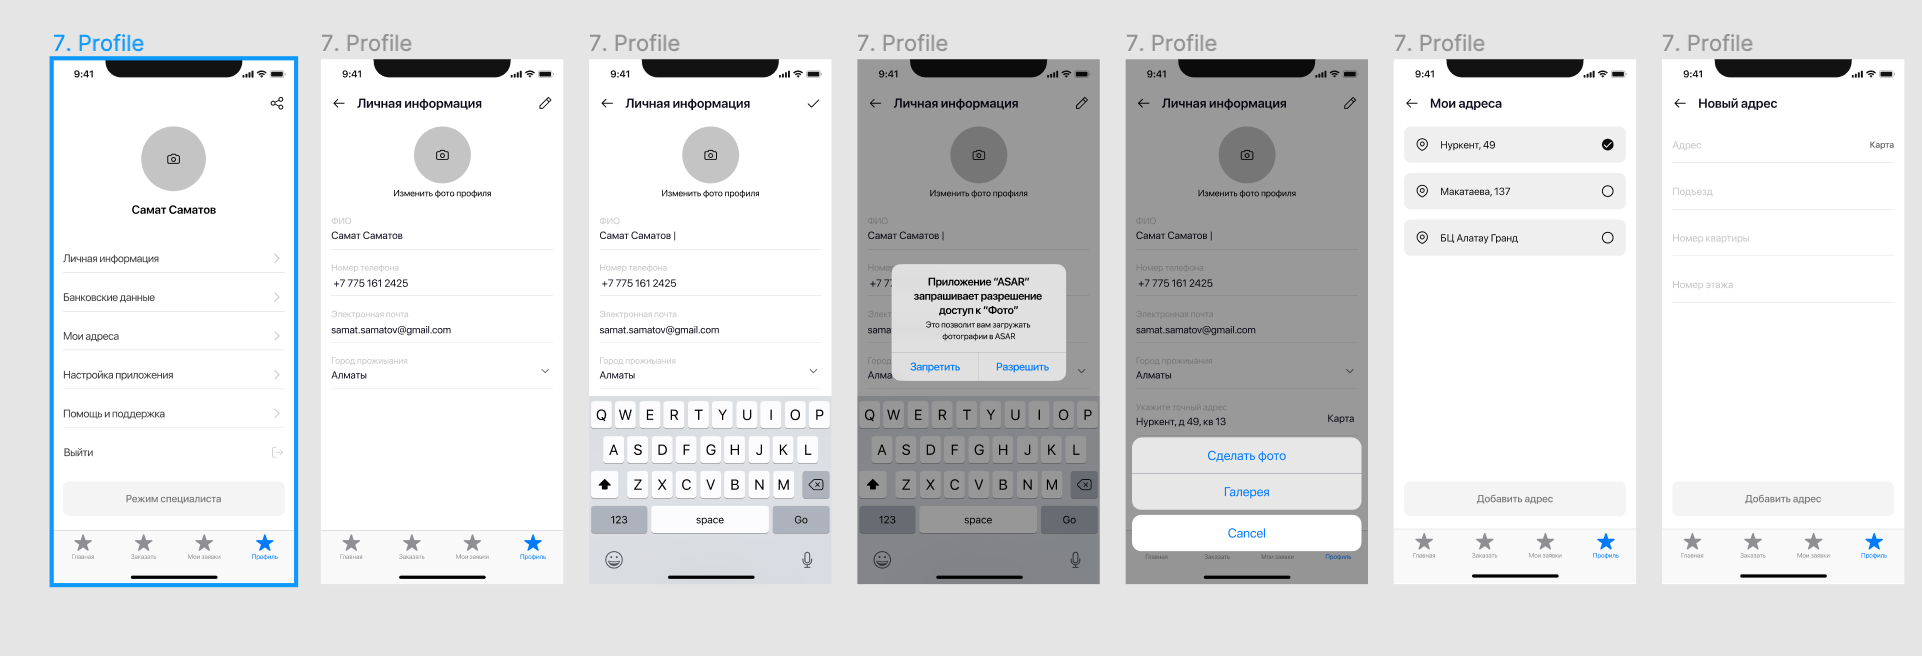 7. Profile
9:41
Самат Саматов
Личная информация
Банковские данные
Мои адреса
Настройка приложения
Помощь и поддержка
Выйти
Режим специалиста
Главная
Заказать
Мои заявки
Профиль
7. Profile
9:41
Личная информация
Изменить фото профиля
ФИО
Самат Саматов
Номер телефона
+7 775 161 2425
Электронная почта
samat.samatov@gmail.com
Город проживания
Алматы
Главная
Заказать
Мои заявки
Профиль
7. Profile
9:41
Личная информация
Изменить фото профиля
ФИО
Самат Саматов |
Номер телефона
+7 775 161 2425
Электронная почта
samat.samatov@gmail.com
Город проживания
Алматы
Q W E R T Y U I O P
A S D F G H J K L
Z X C V B N M
123 space Go
7. Profile
9:41
Личная информация
Изменить фото профиля
ФИО
Самат Саматов |
Номе
+7 7
Элект
sama
Горо
Алма
Приложение “ASAR”
запрашивает разрешение
доступ к “Фото”
Это позволит вам загружать
фотографии в ASAR
Запретить Разрешить
Q W E R T Y U I O P
A S D F G H J K L
Z X C V B N M
123 space Go
7. Profile
9:41
Личная информация
Изменить фото профиля
ФИО
Самат Саматов |
Номер телефона
+7 775 161 2425
Электронная почта
samat.samatov@gmail.com
Город проживания
Алматы
Укажите точный адрес
Нуркент, д 49, кв 13 Карта
Сделать фото
Галерея
Cancel
Главная
Заказать
Мои заявки
Профиль
7. Profile
9:41
Мои адреса
Нуркент, 49
Макатаева, 137
БЦ Алатау Гранд
Добавить адрес
Главная
Заказать
Мои заявки
Профиль
7. Profile
9:41
Новый адрес
Адрес Карта
Подъезд
Номер квартиры
Номер этажа
Добавить адрес
Главная
Заказать
Мои заявки
Профиль